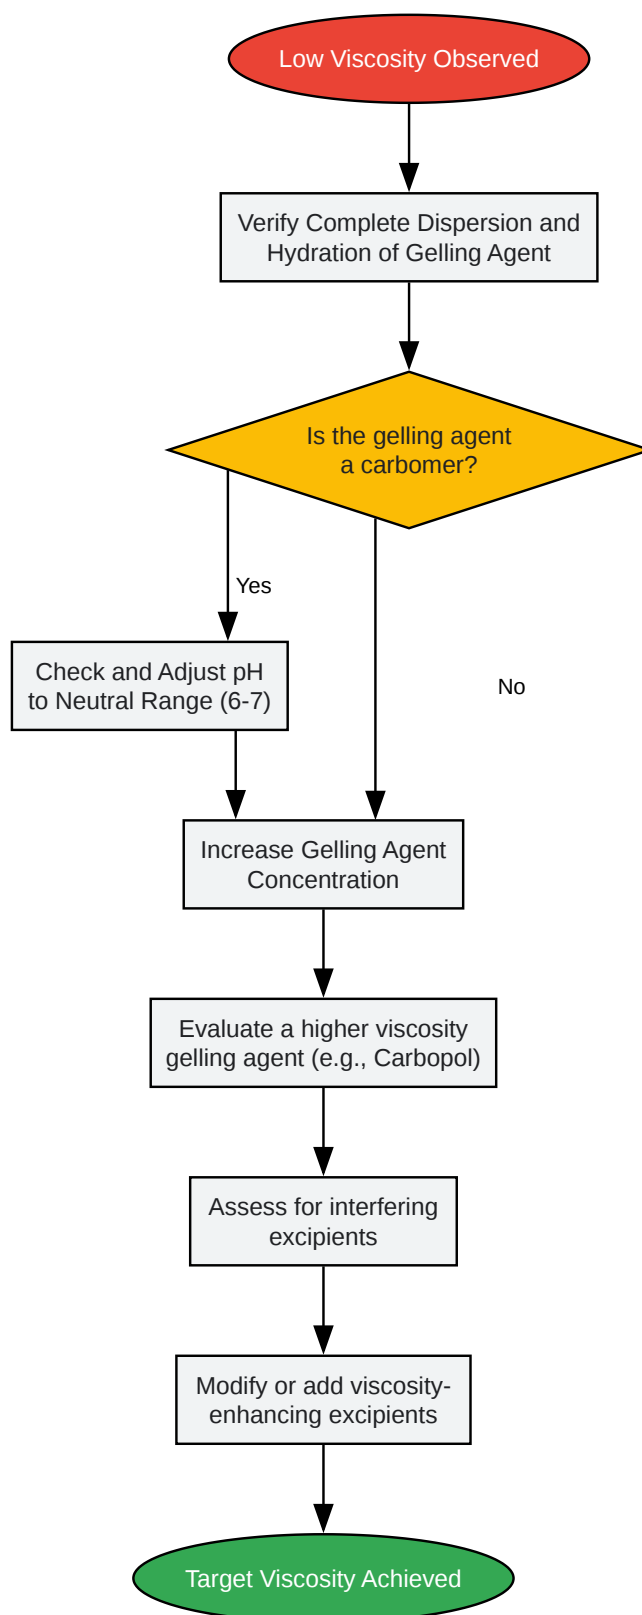 Low Viscosity Observed
Verify Complete Dispersion and
Hydration of Gelling Agent
Is the gelling agent
a carbomer?
Yes
Check and Adjust pH
to Neutral Range (6-7)
No
Increase Gelling Agent
Concentration
Evaluate a higher viscosity
gelling agent (e.g., Carbopol)
Assess for interfering
excipients
Modify or add viscosity-
enhancing excipients
Target Viscosity Achieved